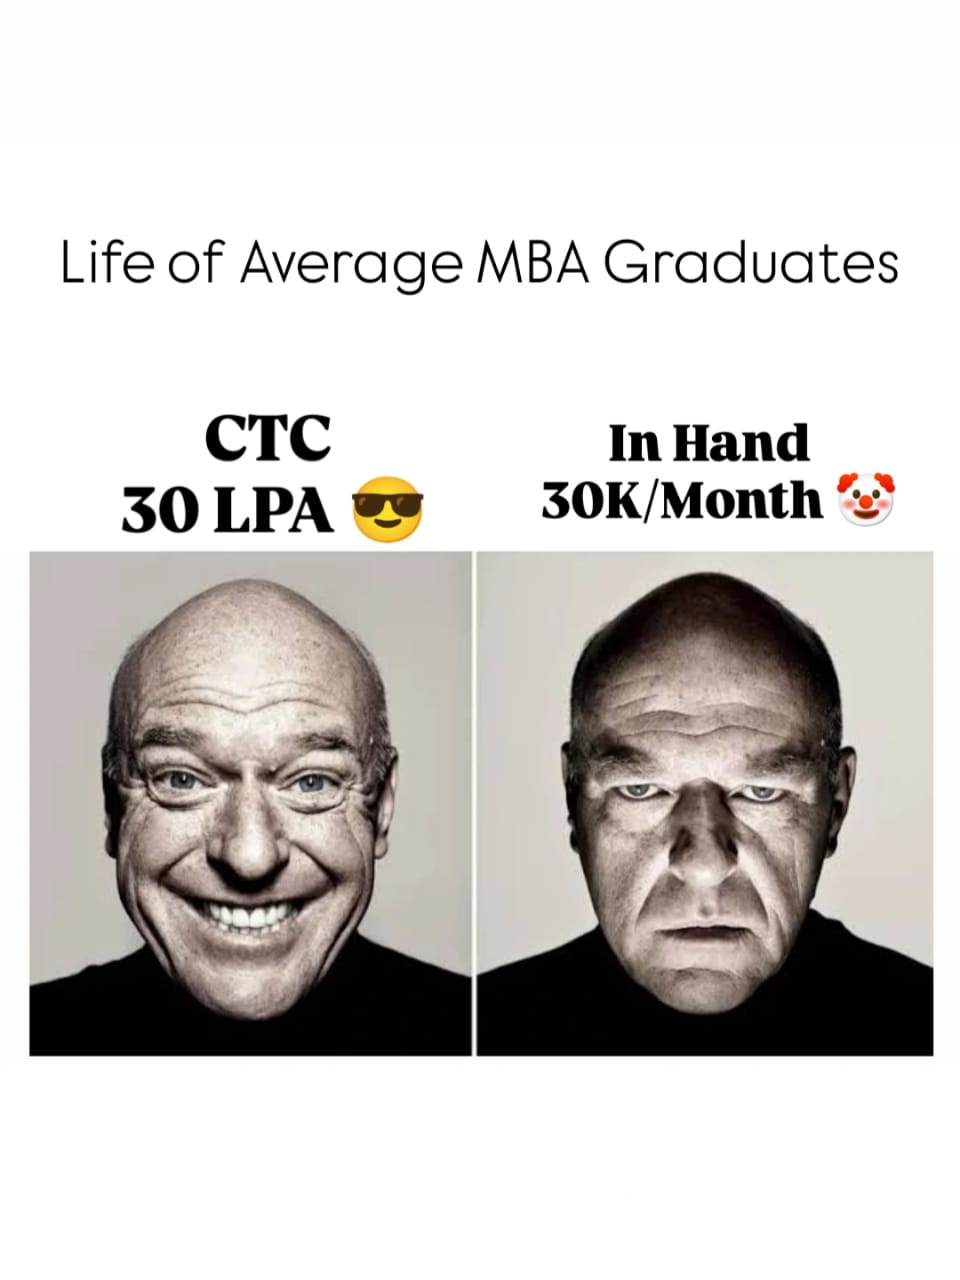 Life of Average MBA Graduates
CTC
30 LPA 😎
In Hand
30K/Month 🤡